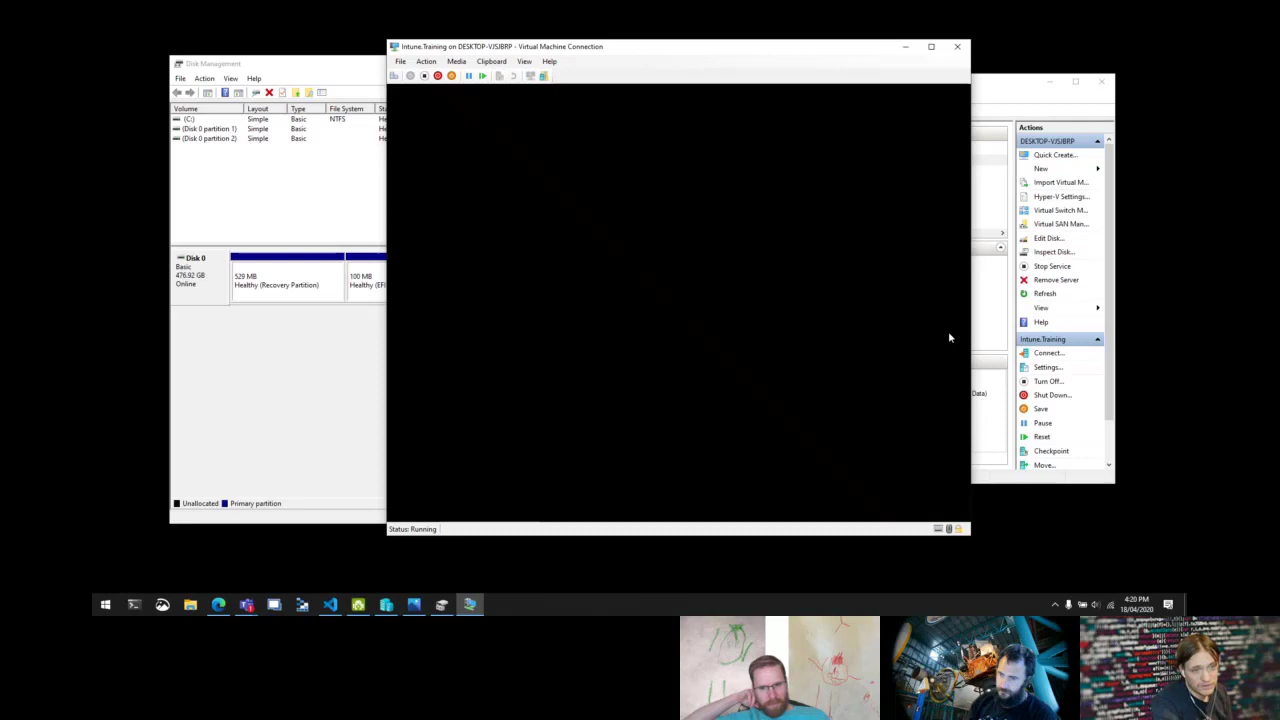 Disk Management
File Action View Help
Volume Layout Type File System
(C:) Simple Basic NTFS
(Disk 0 partition 1) Simple Basic
(Disk 0 partition 2) Simple Basic
Disk 0
Basic
476.92 GB
Online
529 MB
Healthy (Recovery Partition)
100 MB
Healthy (EFI
Unallocated Primary partition
Intune.Training on DESKTOP-VJSJBRP - Virtual Machine Connection
File Action Media Clipboard View Help
Status: Running
Data)
Actions
DESKTOP-VJSJBRP
Quick Create...
New
Import Virtual M...
Hyper-V Settings...
Virtual Switch M...
Virtual SAN Man...
Edit Disk...
Inspect Disk...
Stop Service
Remove Server
Refresh
View
Help
Intune.Training
Connect...
Settings...
Turn Off...
Shut Down...
Save
Pause
Reset
Checkpoint
Move...
4:20 PM
18/04/2020